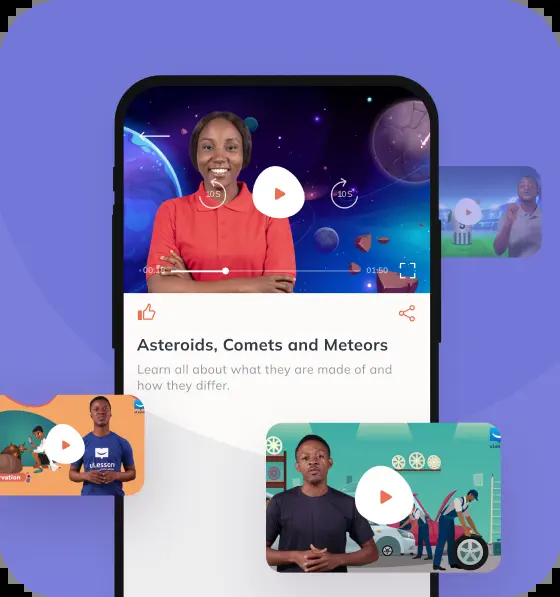 10 S
10 S
00:19
01:50
Asteroids, Comets and Meteors
Learn all about what they are made of and
how they differ.
uLesson
rvation